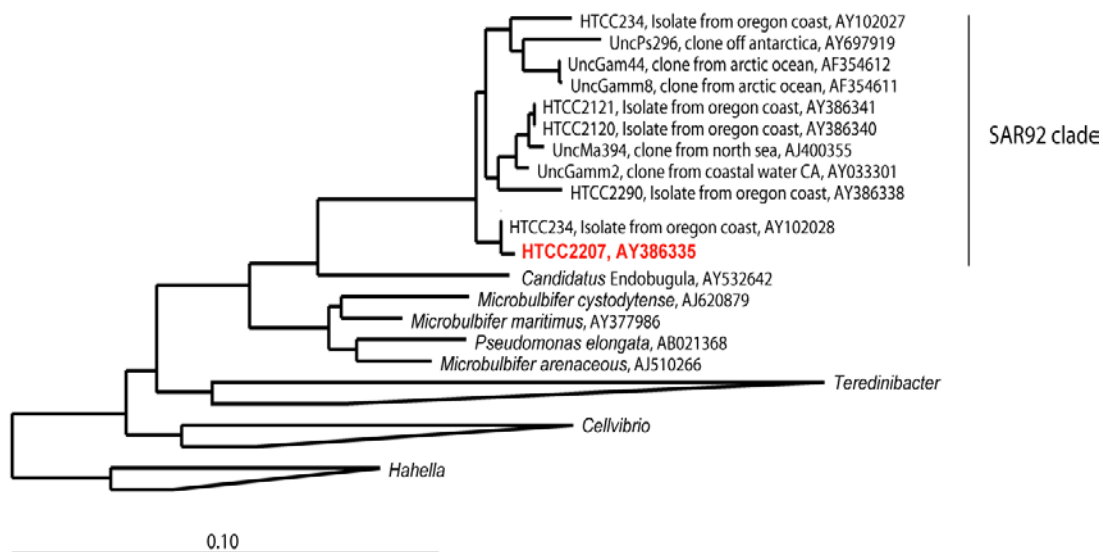 HTCC234, Isolate from oregon coast, AY102027
UncPs296, clone off antarctica, AY697919
UncGam44, clone from arctic ocean, AF354612
UncGamm8, clone from arctic ocean, AF354611
HTCC2121, Isolate from oregon coast, AY386341
HTCC2120, Isolate from oregon coast, AY386340
UncMa394, clone from north sea, AJ400355
UncGamm2, clone from coastal water CA, AY033301
HTCC2290, Isolate from oregon coast, AY386338
HTCC234, Isolate from oregon coast, AY102028
HTCC2207, AY386335
SAR92 clade
Candidatus Endobugula, AY532642
Microbulbifer cystodytense, AJ620879
Microbulbifer maritimus, AY377986
Pseudomonas elongata, AB021368
Microbulbifer arenaceous, AJ510266
Teredinibacter
Cellvibrio
Hahella
0.10